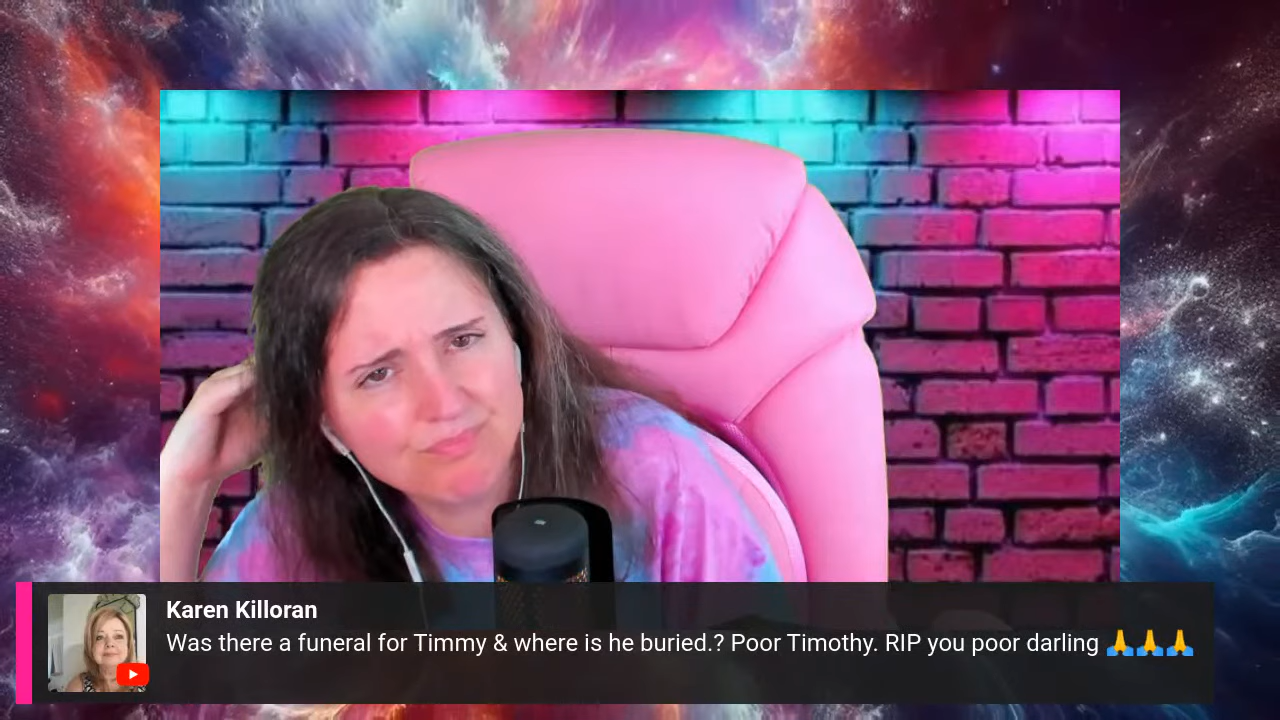 Karen Killoran
Was there a funeral for Timmy & where is he buried.? Poor Timothy. RIP you poor darling 🙏🙏🙏